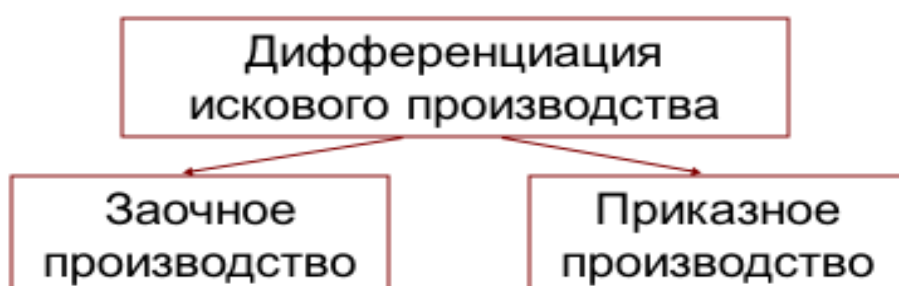 Дифференциация
искового производства
Заочное
производство
Приказное
производство